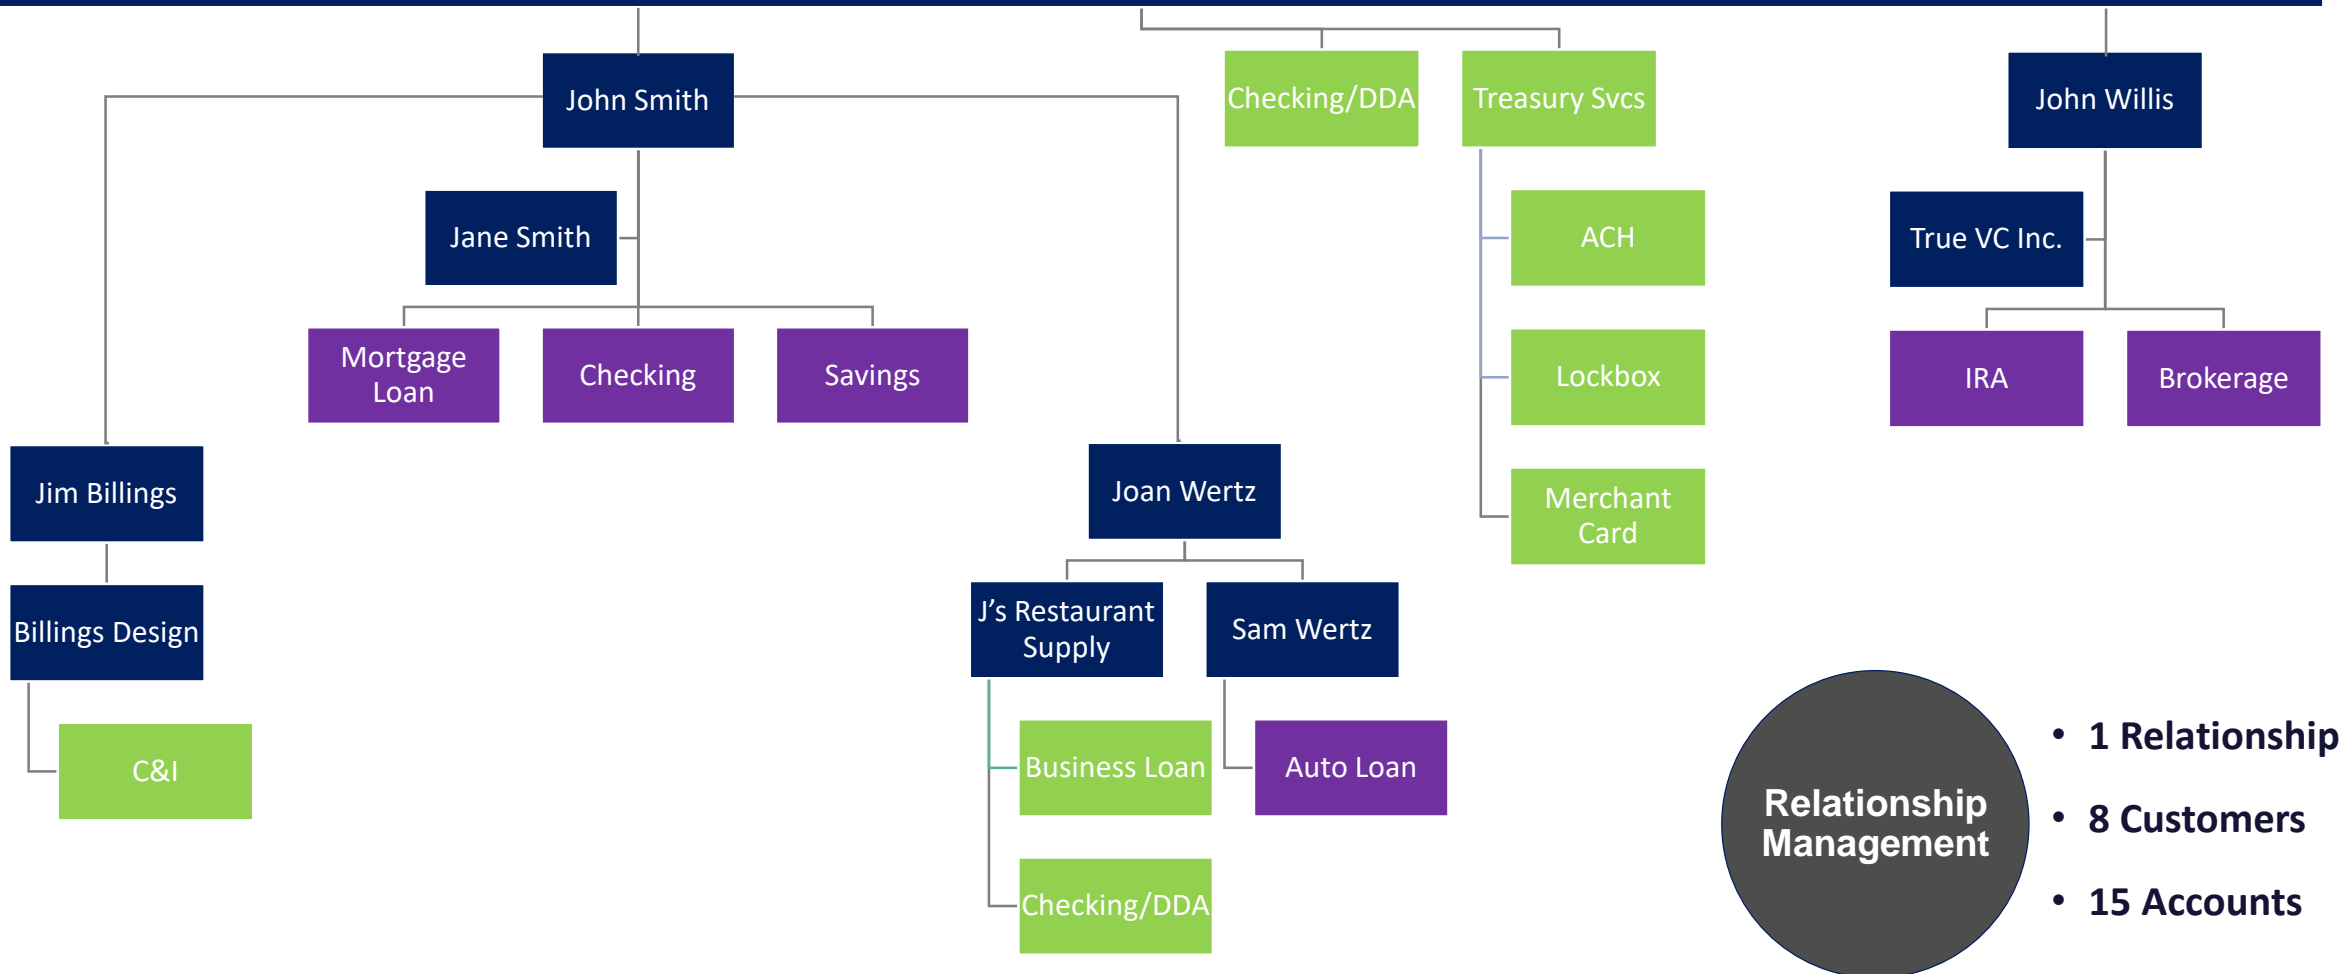 John Smith
Checking/DDA
Treasury Svcs
John Willis
Jane Smith
ACH
True VC Inc.
Mortgage
Loan
Checking
Savings
Lockbox
IRA
Brokerage
Jim Billings
Joan Wertz
Merchant
Card
Billings Design
J’s Restaurant
Supply
Sam Wertz
C&I
Business Loan
Auto Loan
Checking/DDA
Relationship
Management
• 1 Relationship
• 8 Customers
• 15 Accounts